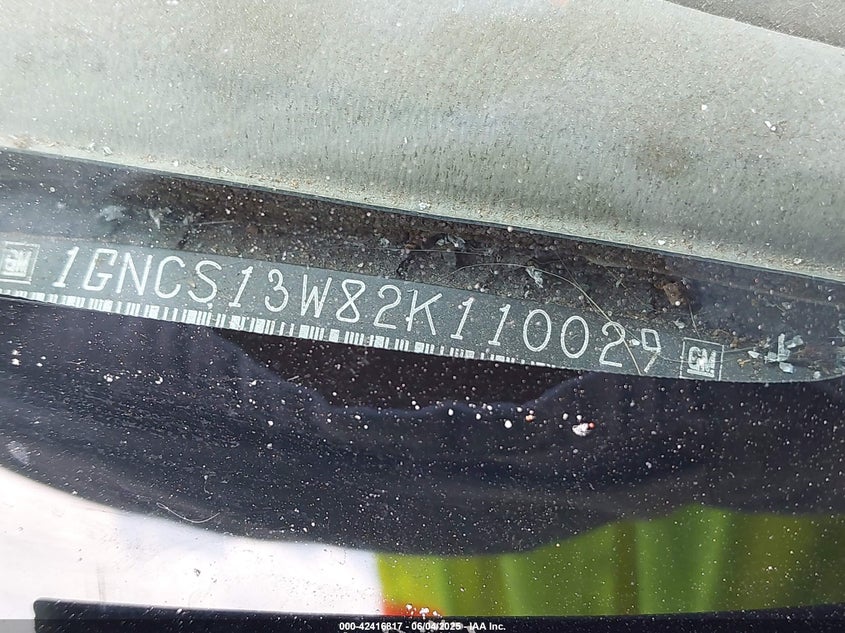 GM 1GNCS13W82K110029 GM
000-42416817 - 06/04/2025 - IAA Inc.